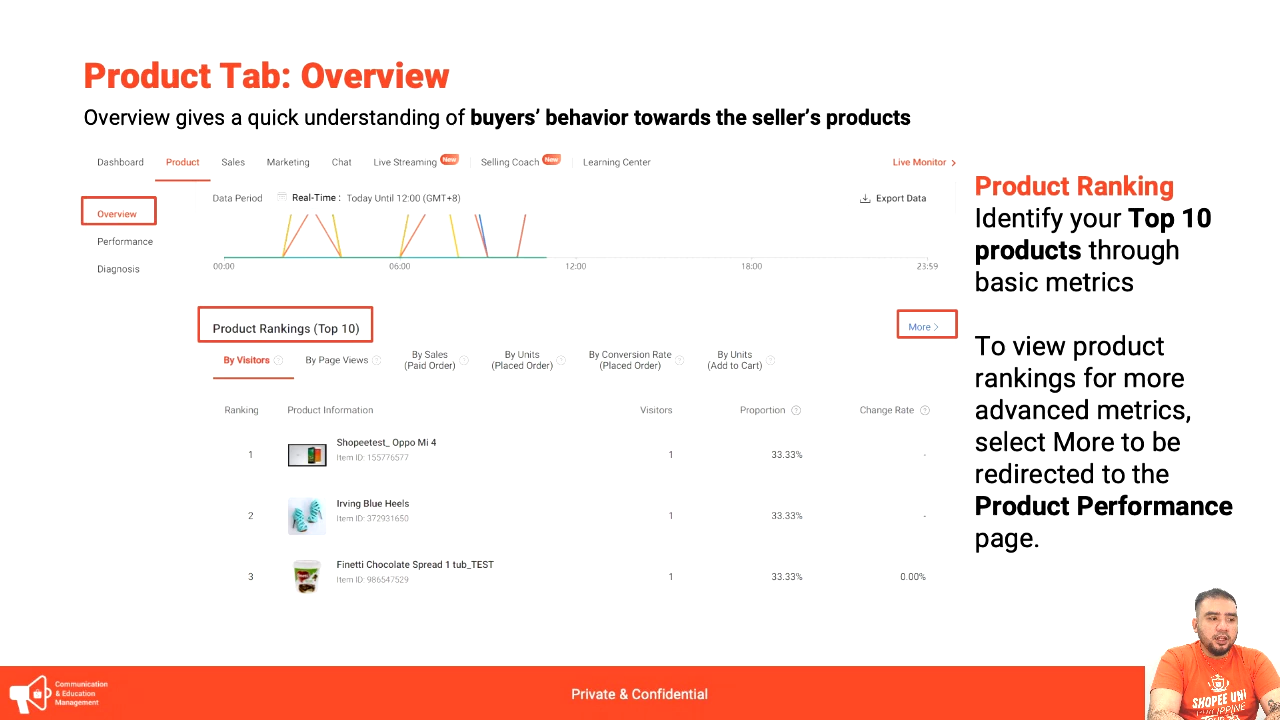 Product Tab: Overview
Overview gives a quick understanding of buyers' behavior towards the seller's products
Dashboard Product Sales Marketing Chat Live Streaming New Selling Coach New Learning Center Live Monitor >
Overview
Performance
Diagnosis
Data Period Real-Time : Today Until 12:00 (GMT+8) Export Data
00:00 06:00 12:00 18:00 23:59
Product Rankings (Top 10) More >
By Visitors ? By Page Views ? By Sales (Paid Order) ? By Units (Placed Order) ? By Conversion Rate (Placed Order) ? By Units (Add to Cart) ?
Ranking Product Information Visitors Proportion ? Change Rate ?
1 Shopeetest_ Oppo Mi 4 1 33.33% -
Item ID: 155776577
2 Irving Blue Heels 1 33.33% -
Item ID: 372931650
3 Finetti Chocolate Spread 1 tub_TEST 1 33.33% 0.00%
Item ID: 986547529
Product Ranking
Identify your Top 10
products through
basic metrics
To view product
rankings for more
advanced metrics,
select More to be
redirected to the
Product Performance
page.
Communication
& Education
Management
Private & Confidential
SHOPEE UNI